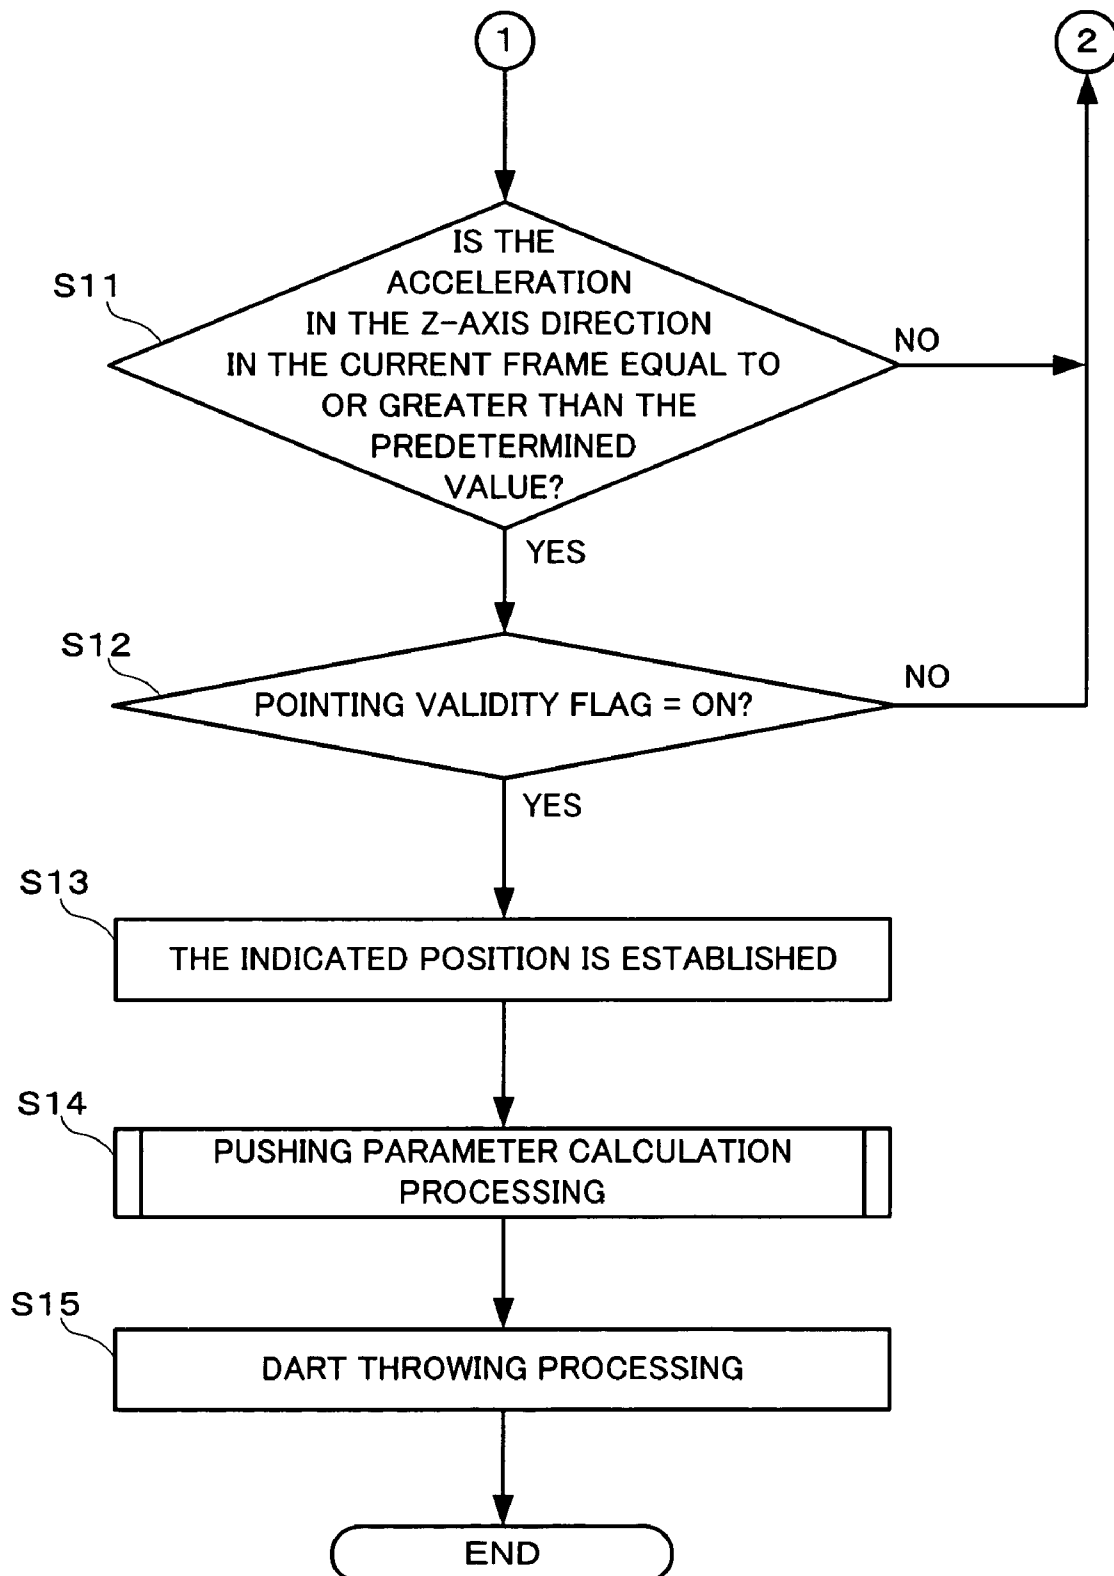 1
2
S11
IS THE
ACCELERATION
IN THE Z-AXIS DIRECTION
IN THE CURRENT FRAME EQUAL TO
OR GREATER THAN THE
PREDETERMINED
VALUE?
NO
YES
S12
POINTING VALIDITY FLAG = ON?
NO
YES
S13
THE INDICATED POSITION IS ESTABLISHED
S14
PUSHING PARAMETER CALCULATION
PROCESSING
S15
DART THROWING PROCESSING
END